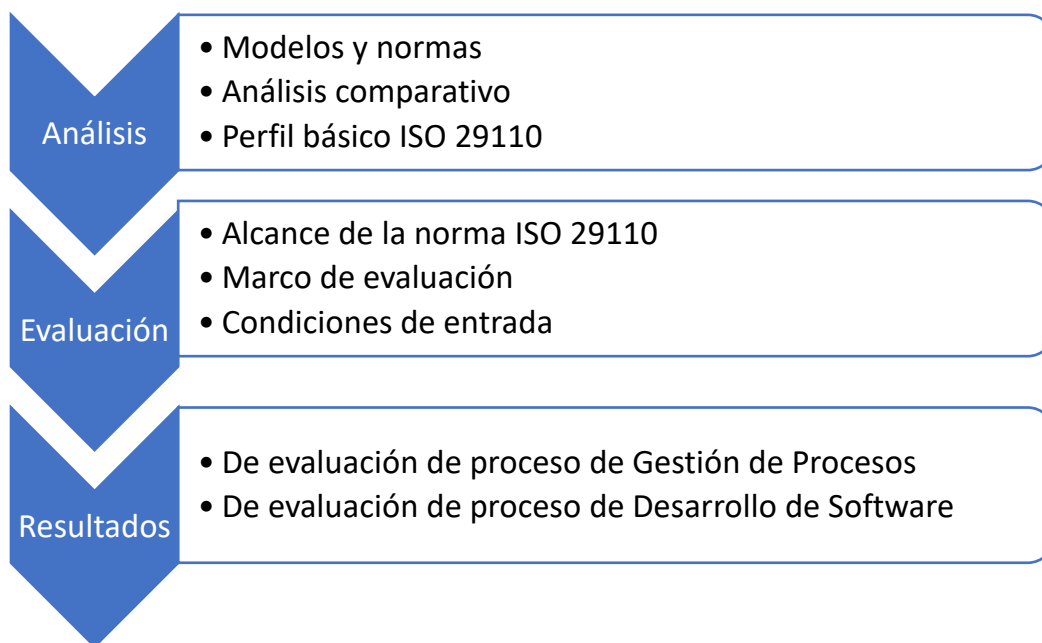 Análisis
• Modelos y normas
• Análisis comparativo
• Perfil básico ISO 29110
Evaluación
• Alcance de la norma ISO 29110
• Marco de evaluación
• Condiciones de entrada
Resultados
• De evaluación de proceso de Gestión de Procesos
• De evaluación de proceso de Desarrollo de Software